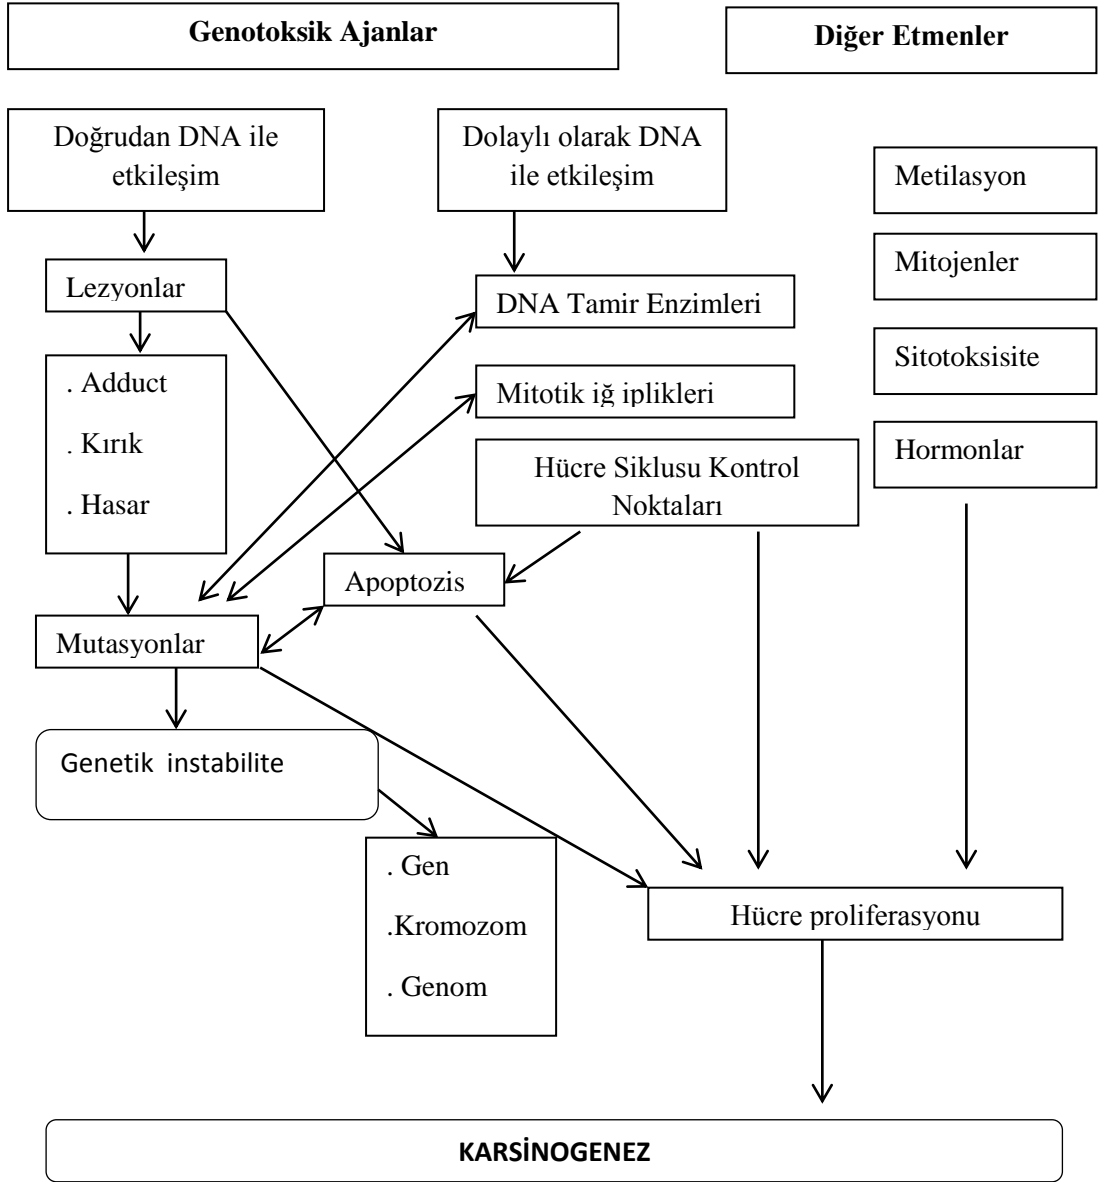 Genotoksik Ajanlar
Diğer Etmenler
Doğrudan DNA ile
etkileşim
Dolaylı olarak DNA
ile etkileşim
Metilasyon
Mitojenler
Sitotoksisite
Hormonlar
Lezyonlar
DNA Tamir Enzimleri
. Adduct
. Kırık
. Hasar
Mitotik iğ iplikleri
Hücre Siklusu Kontrol
Noktaları
Apoptozis
Mutasyonlar
Genetik instabilite
. Gen
.Kromozom
. Genom
Hücre proliferasyonu
KARSİNOGENEZ